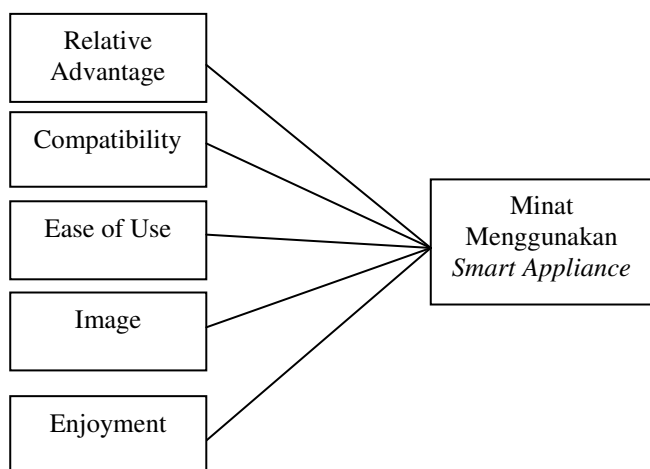 Relative
Advantage
Compatibility
Ease of Use
Image
Enjoyment
Minat
Menggunakan
Smart Appliance